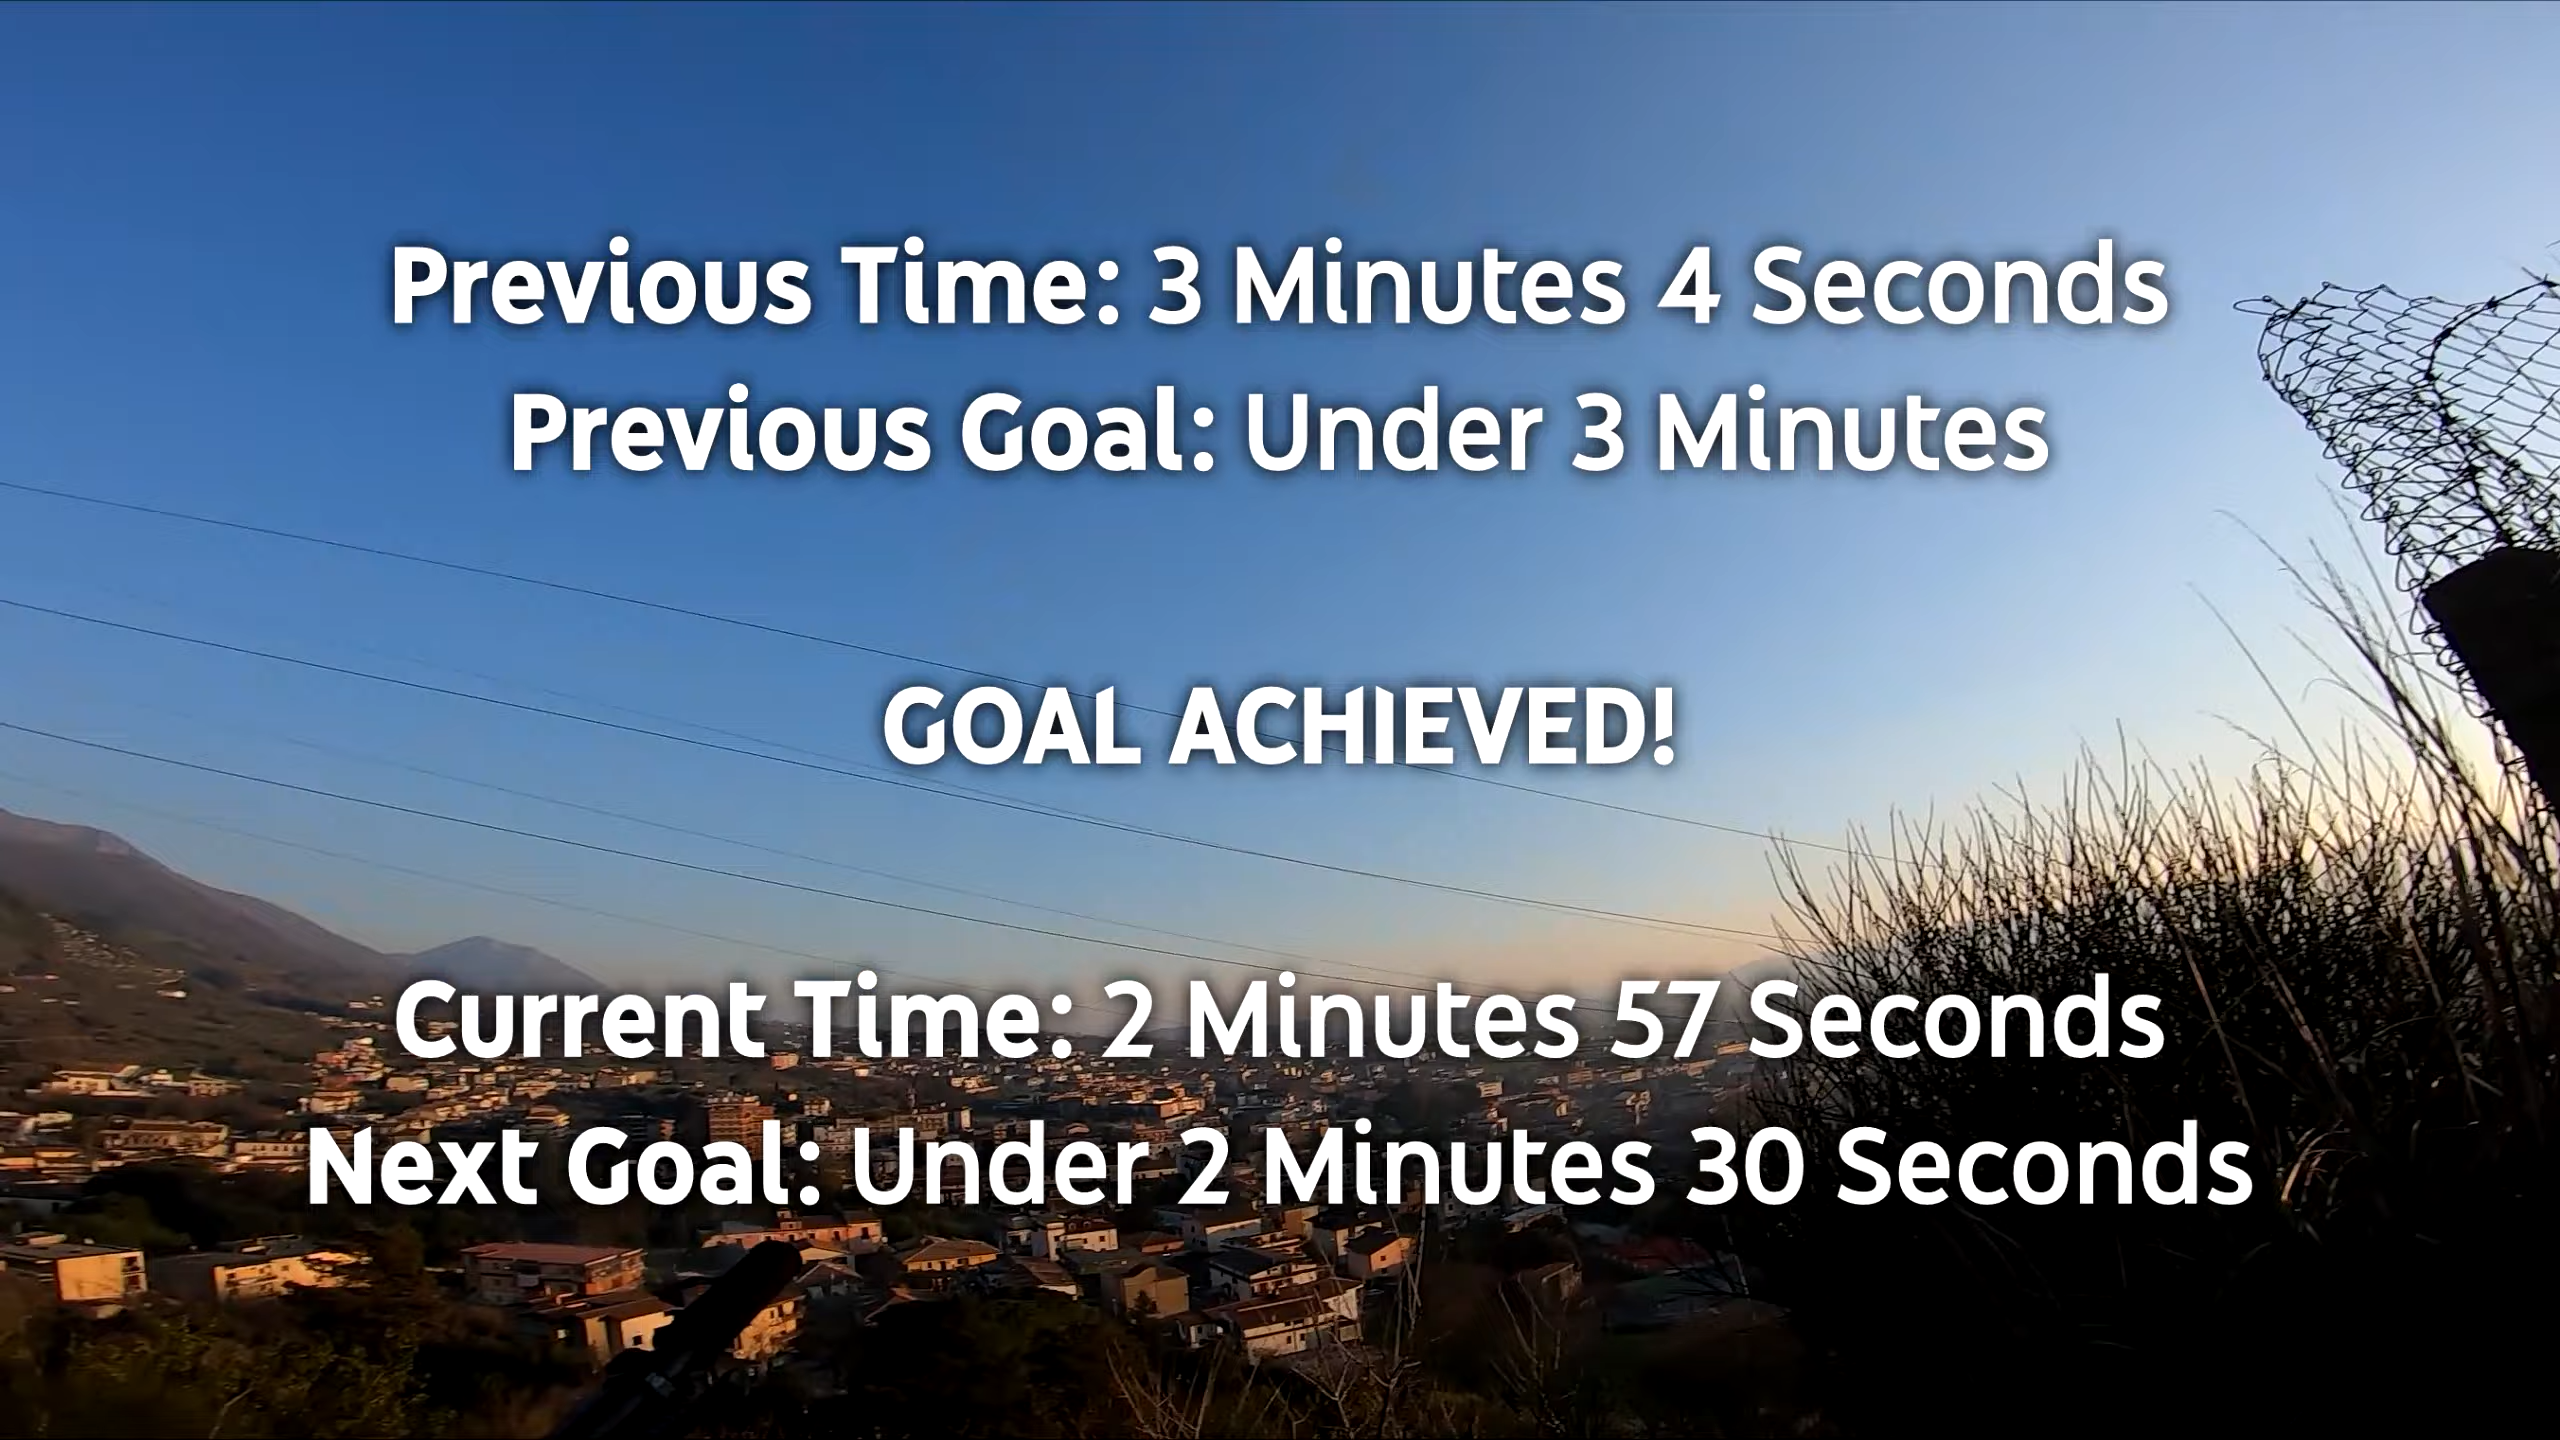 Previous Time: 3 Minutes 4 Seconds
Previous Goal: Under 3 Minutes
GOAL ACHIEVED!
Current Time: 2 Minutes 57 Seconds
Next Goal: Under 2 Minutes 30 Seconds